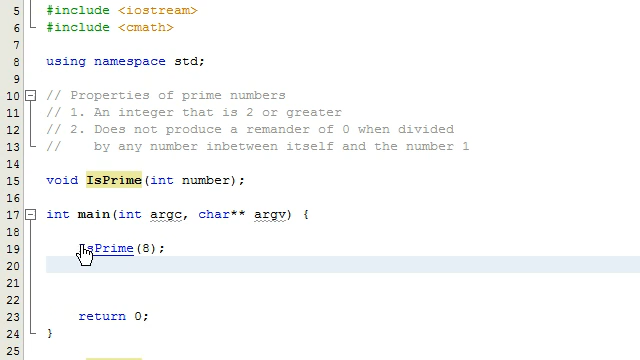 5 #include <iostream>
6 #include <cmath>
7
8 using namespace std;
9
10 // Properties of prime numbers
11 // 1. An integer that is 2 or greater
12 // 2. Does not produce a remander of 0 when divided
13 // by any number inbetween itself and the number 1
14
15 void IsPrime(int number);
16
17 int main(int argc, char** argv) {
18
19 IsPrime(8);
20
21
22
23 return 0;
24 }
25